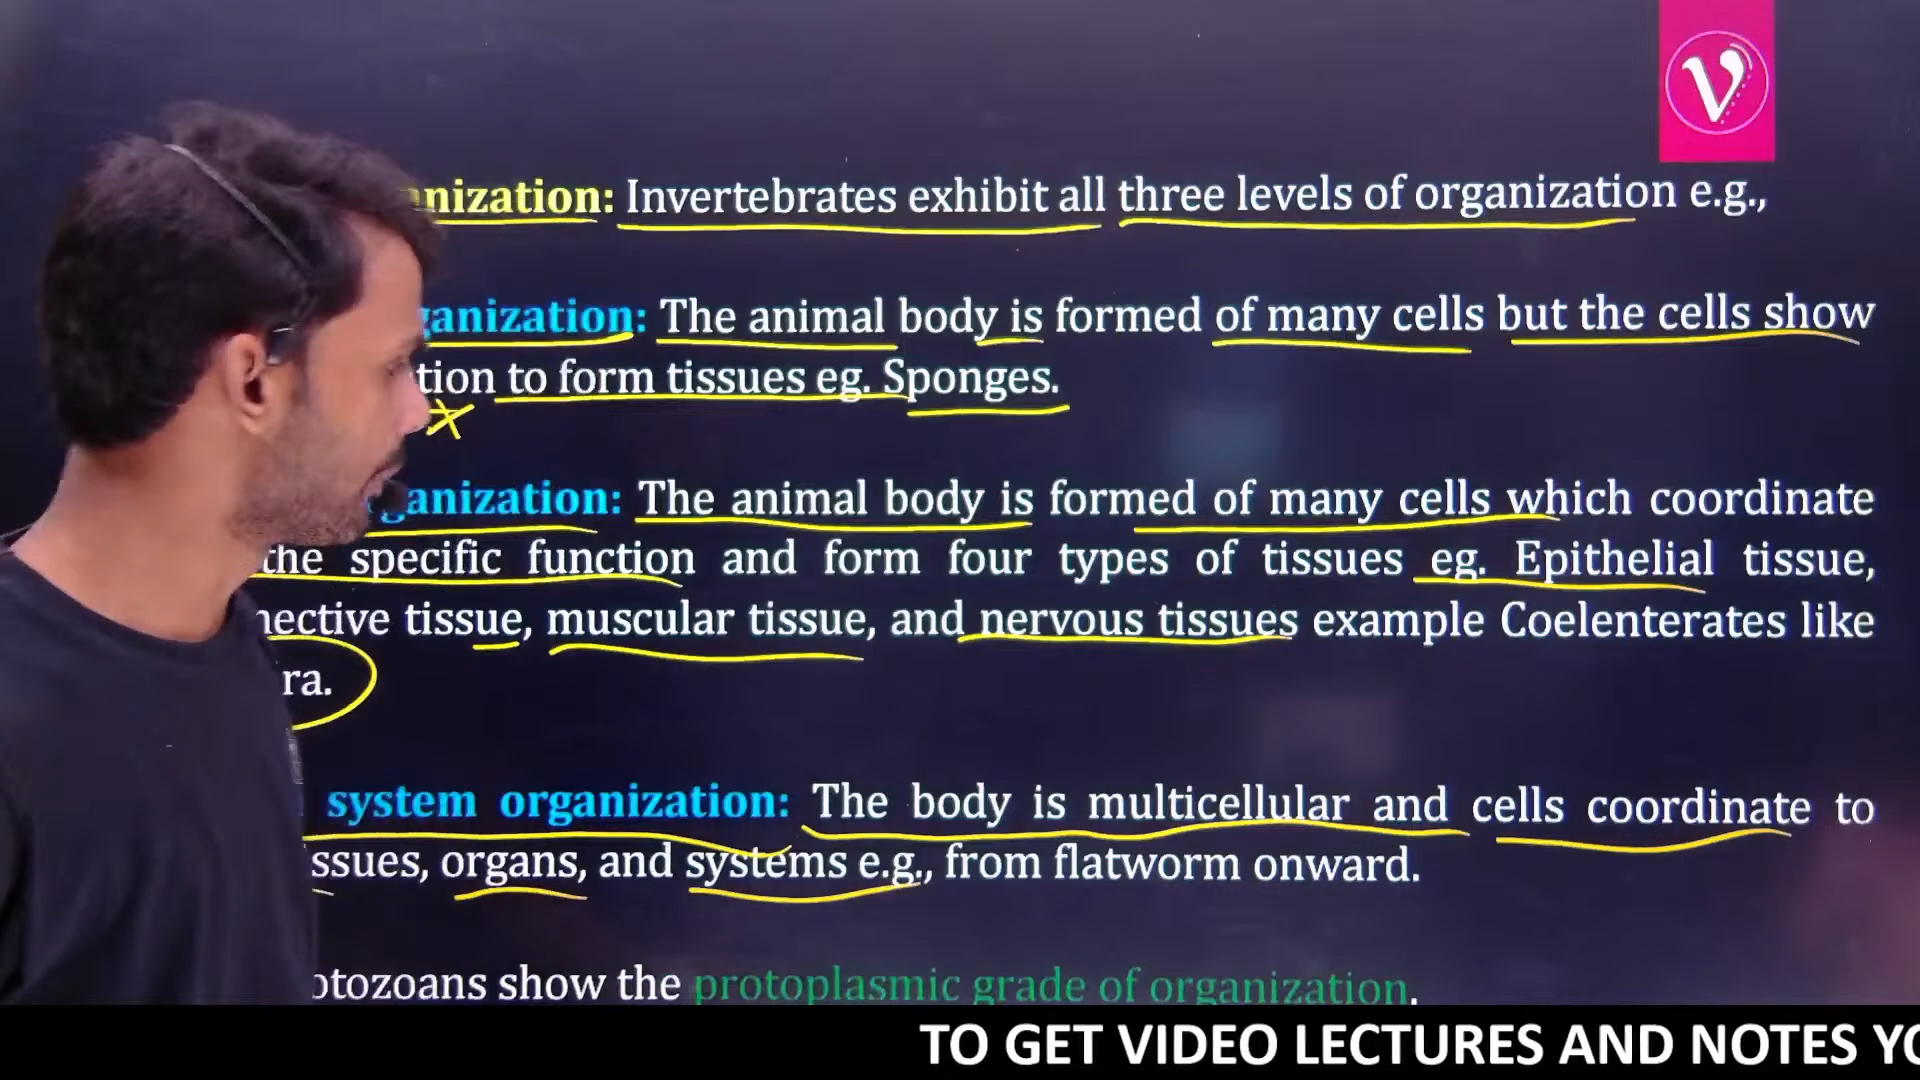 nization: Invertebrates exhibit all three levels of organization e.g.,
ganization: The animal body is formed of many cells but the cells show
tion to form tissues eg. Sponges.
ganization: The animal body is formed of many cells which coordinate
the specific function and form four types of tissues eg. Epithelial tissue,
nective tissue, muscular tissue, and nervous tissues example Coelenterates like
ra.
system organization: The body is multicellular and cells coordinate to
ssues, organs, and systems e.g., from flatworm onward.
otozoans show the protoplasmic grade of organization.
V
TO GET VIDEO LECTURES AND NOTES YO